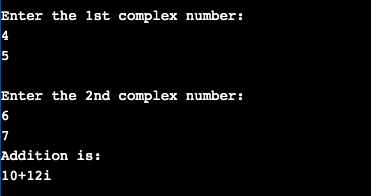 Enter the 1st complex number:
4
5
Enter the 2nd complex number:
6
7
Addition is:
10+12i